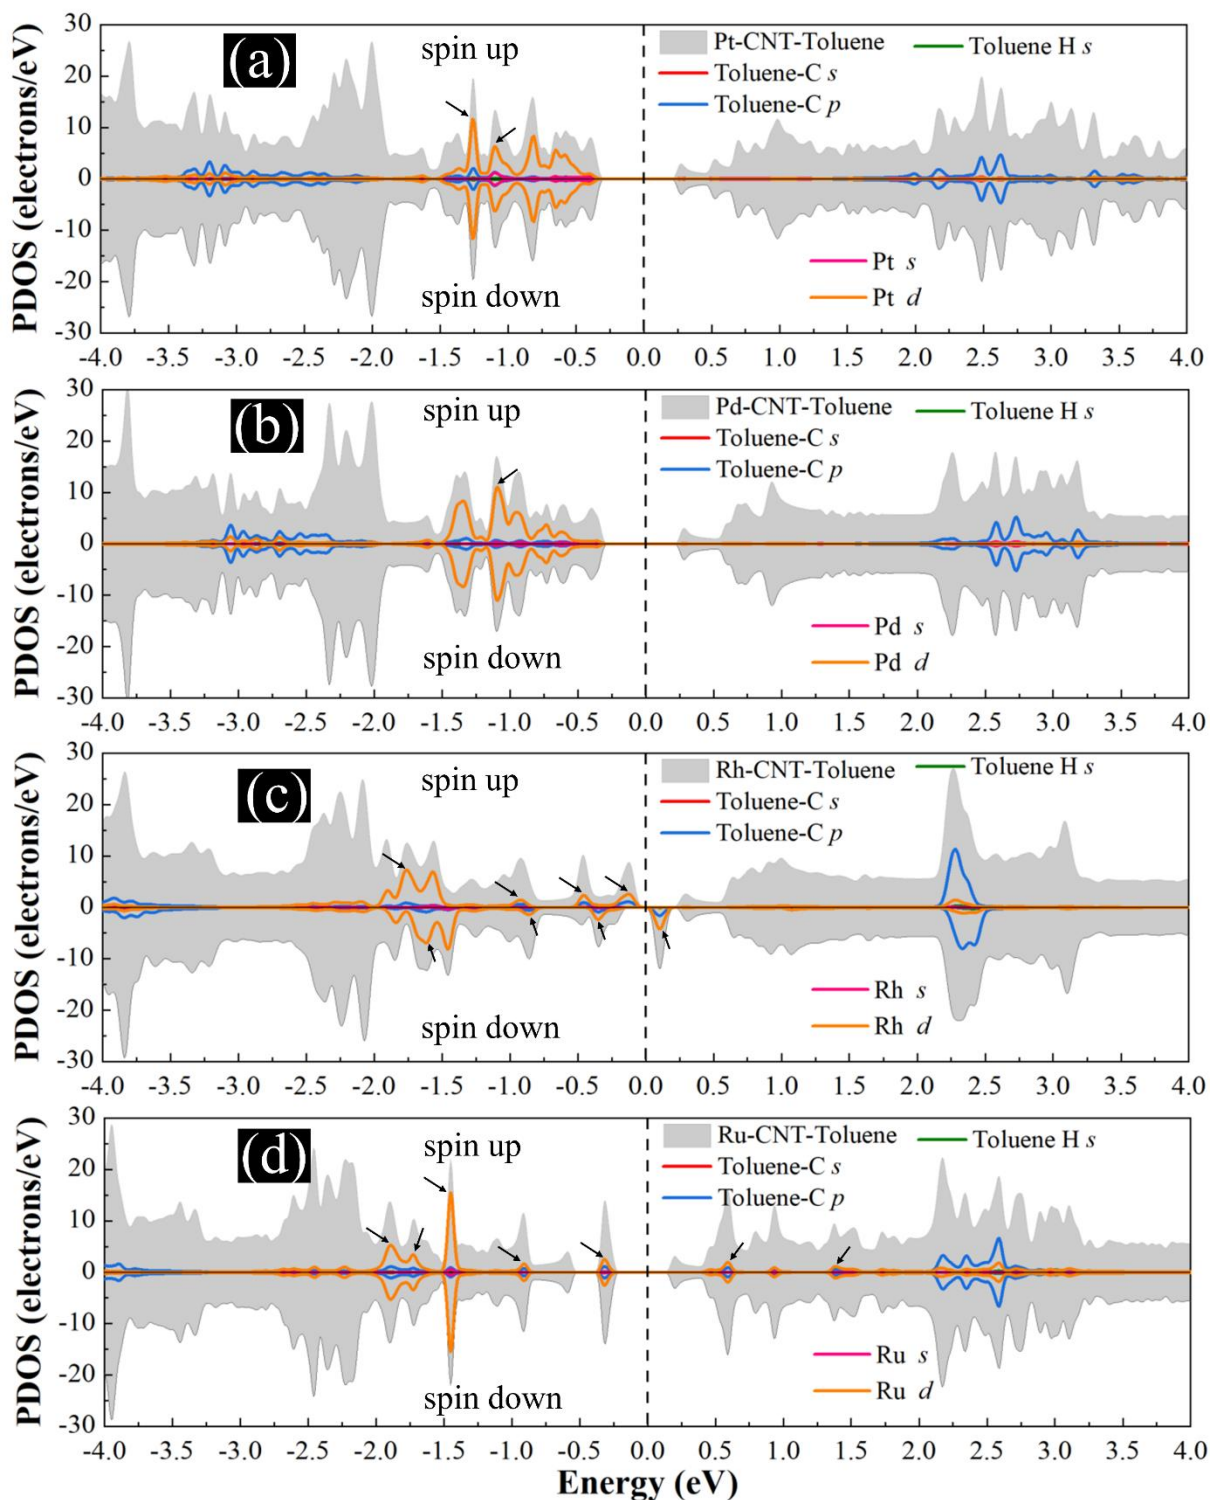 (a)
spin up
spin down
Pt-CNT-Toluene
Toluene H s
Toluene-C s
Toluene-C p
Pt s
Pt d
PDOS (electrons/eV)
30
20
10
0
-10
-20
-30
-4.0 -3.5 -3.0 -2.5 -2.0 -1.5 -1.0 -0.5 0.0 0.5 1.0 1.5 2.0 2.5 3.0 3.5 4.0
(b)
spin up
spin down
Pd-CNT-Toluene
Toluene H s
Toluene-C s
Toluene-C p
Pd s
Pd d
PDOS (electrons/eV)
30
20
10
0
-10
-20
-30
-4.0 -3.5 -3.0 -2.5 -2.0 -1.5 -1.0 -0.5 0.0 0.5 1.0 1.5 2.0 2.5 3.0 3.5 4.0
(c)
spin up
spin down
Rh-CNT-Toluene
Toluene H s
Toluene-C s
Toluene-C p
Rh s
Rh d
PDOS (electrons/eV)
30
20
10
0
-10
-20
-30
-4.0 -3.5 -3.0 -2.5 -2.0 -1.5 -1.0 -0.5 0.0 0.5 1.0 1.5 2.0 2.5 3.0 3.5 4.0
(d)
spin up
spin down
Ru-CNT-Toluene
Toluene H s
Toluene-C s
Toluene-C p
Ru s
Ru d
PDOS (electrons/eV)
30
20
10
0
-10
-20
-30
-4.0 -3.5 -3.0 -2.5 -2.0 -1.5 -1.0 -0.5 0.0 0.5 1.0 1.5 2.0 2.5 3.0 3.5 4.0
Energy (eV)